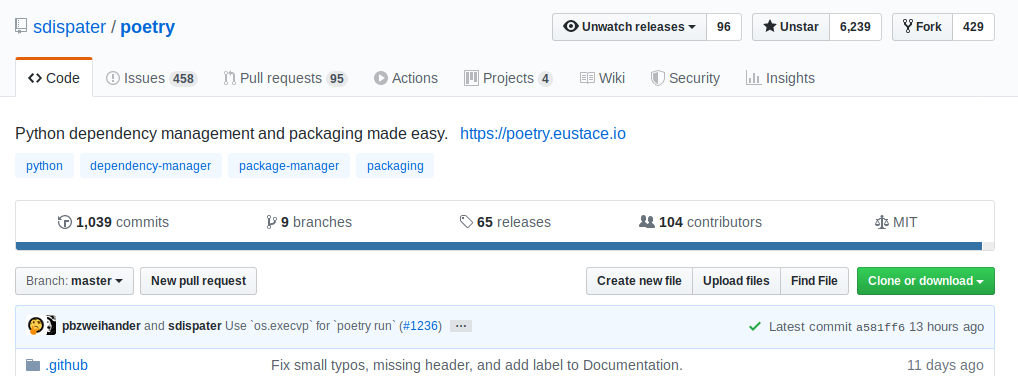 sdispater / poetry Unwatch releases 96 Unstar 6,239 Fork 429
Code Issues 458 Pull requests 95 Actions Projects 4 Wiki Security Insights
Python dependency management and packaging made easy. https://poetry.eustace.io
python dependency-manager package-manager packaging
1,039 commits 9 branches 65 releases 104 contributors MIT
Branch: master New pull request Create new file Upload files Find File Clone or download
pbzweihander and sdispater Use `os.execvp` for `poetry run` (#1236) ... Latest commit a581ff6 13 hours ago
.github Fix small typos, missing header, and add label to Documentation. 11 days ago